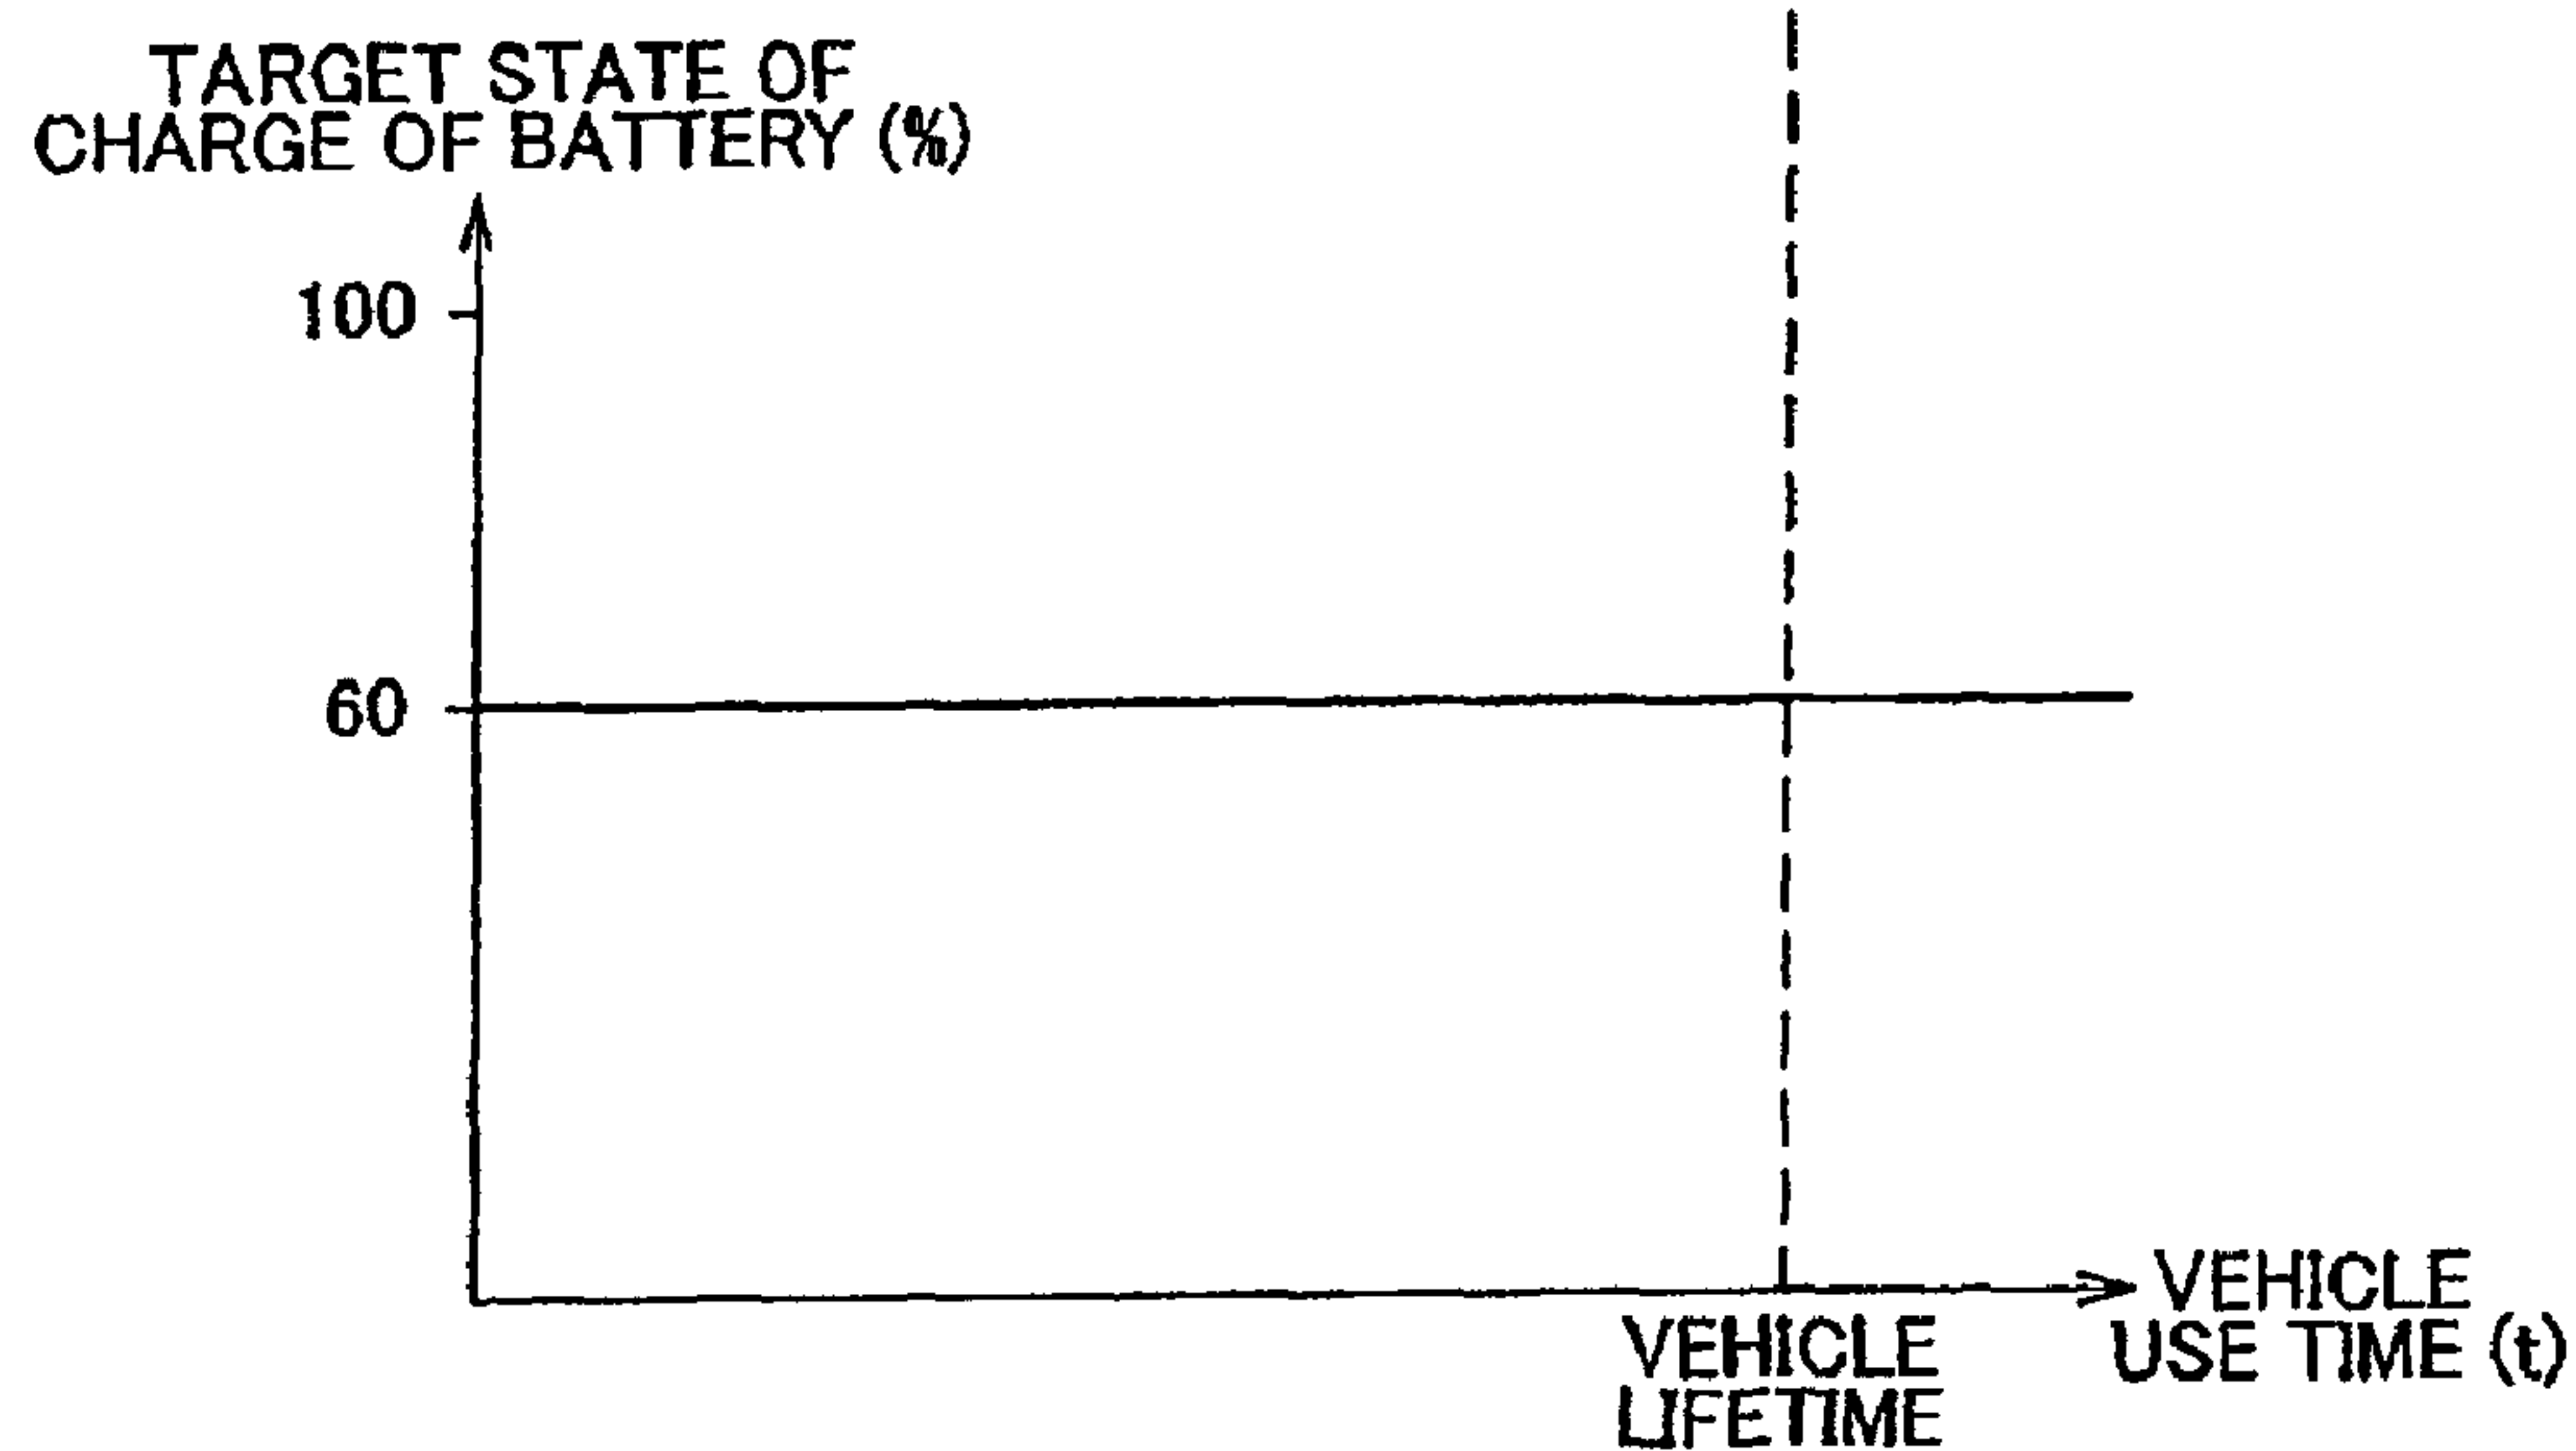 TARGET STATE OF
CHARGE OF BATTERY (%)
100
60
VEHICLE
LIFETIME
VEHICLE
USE TIME (t)